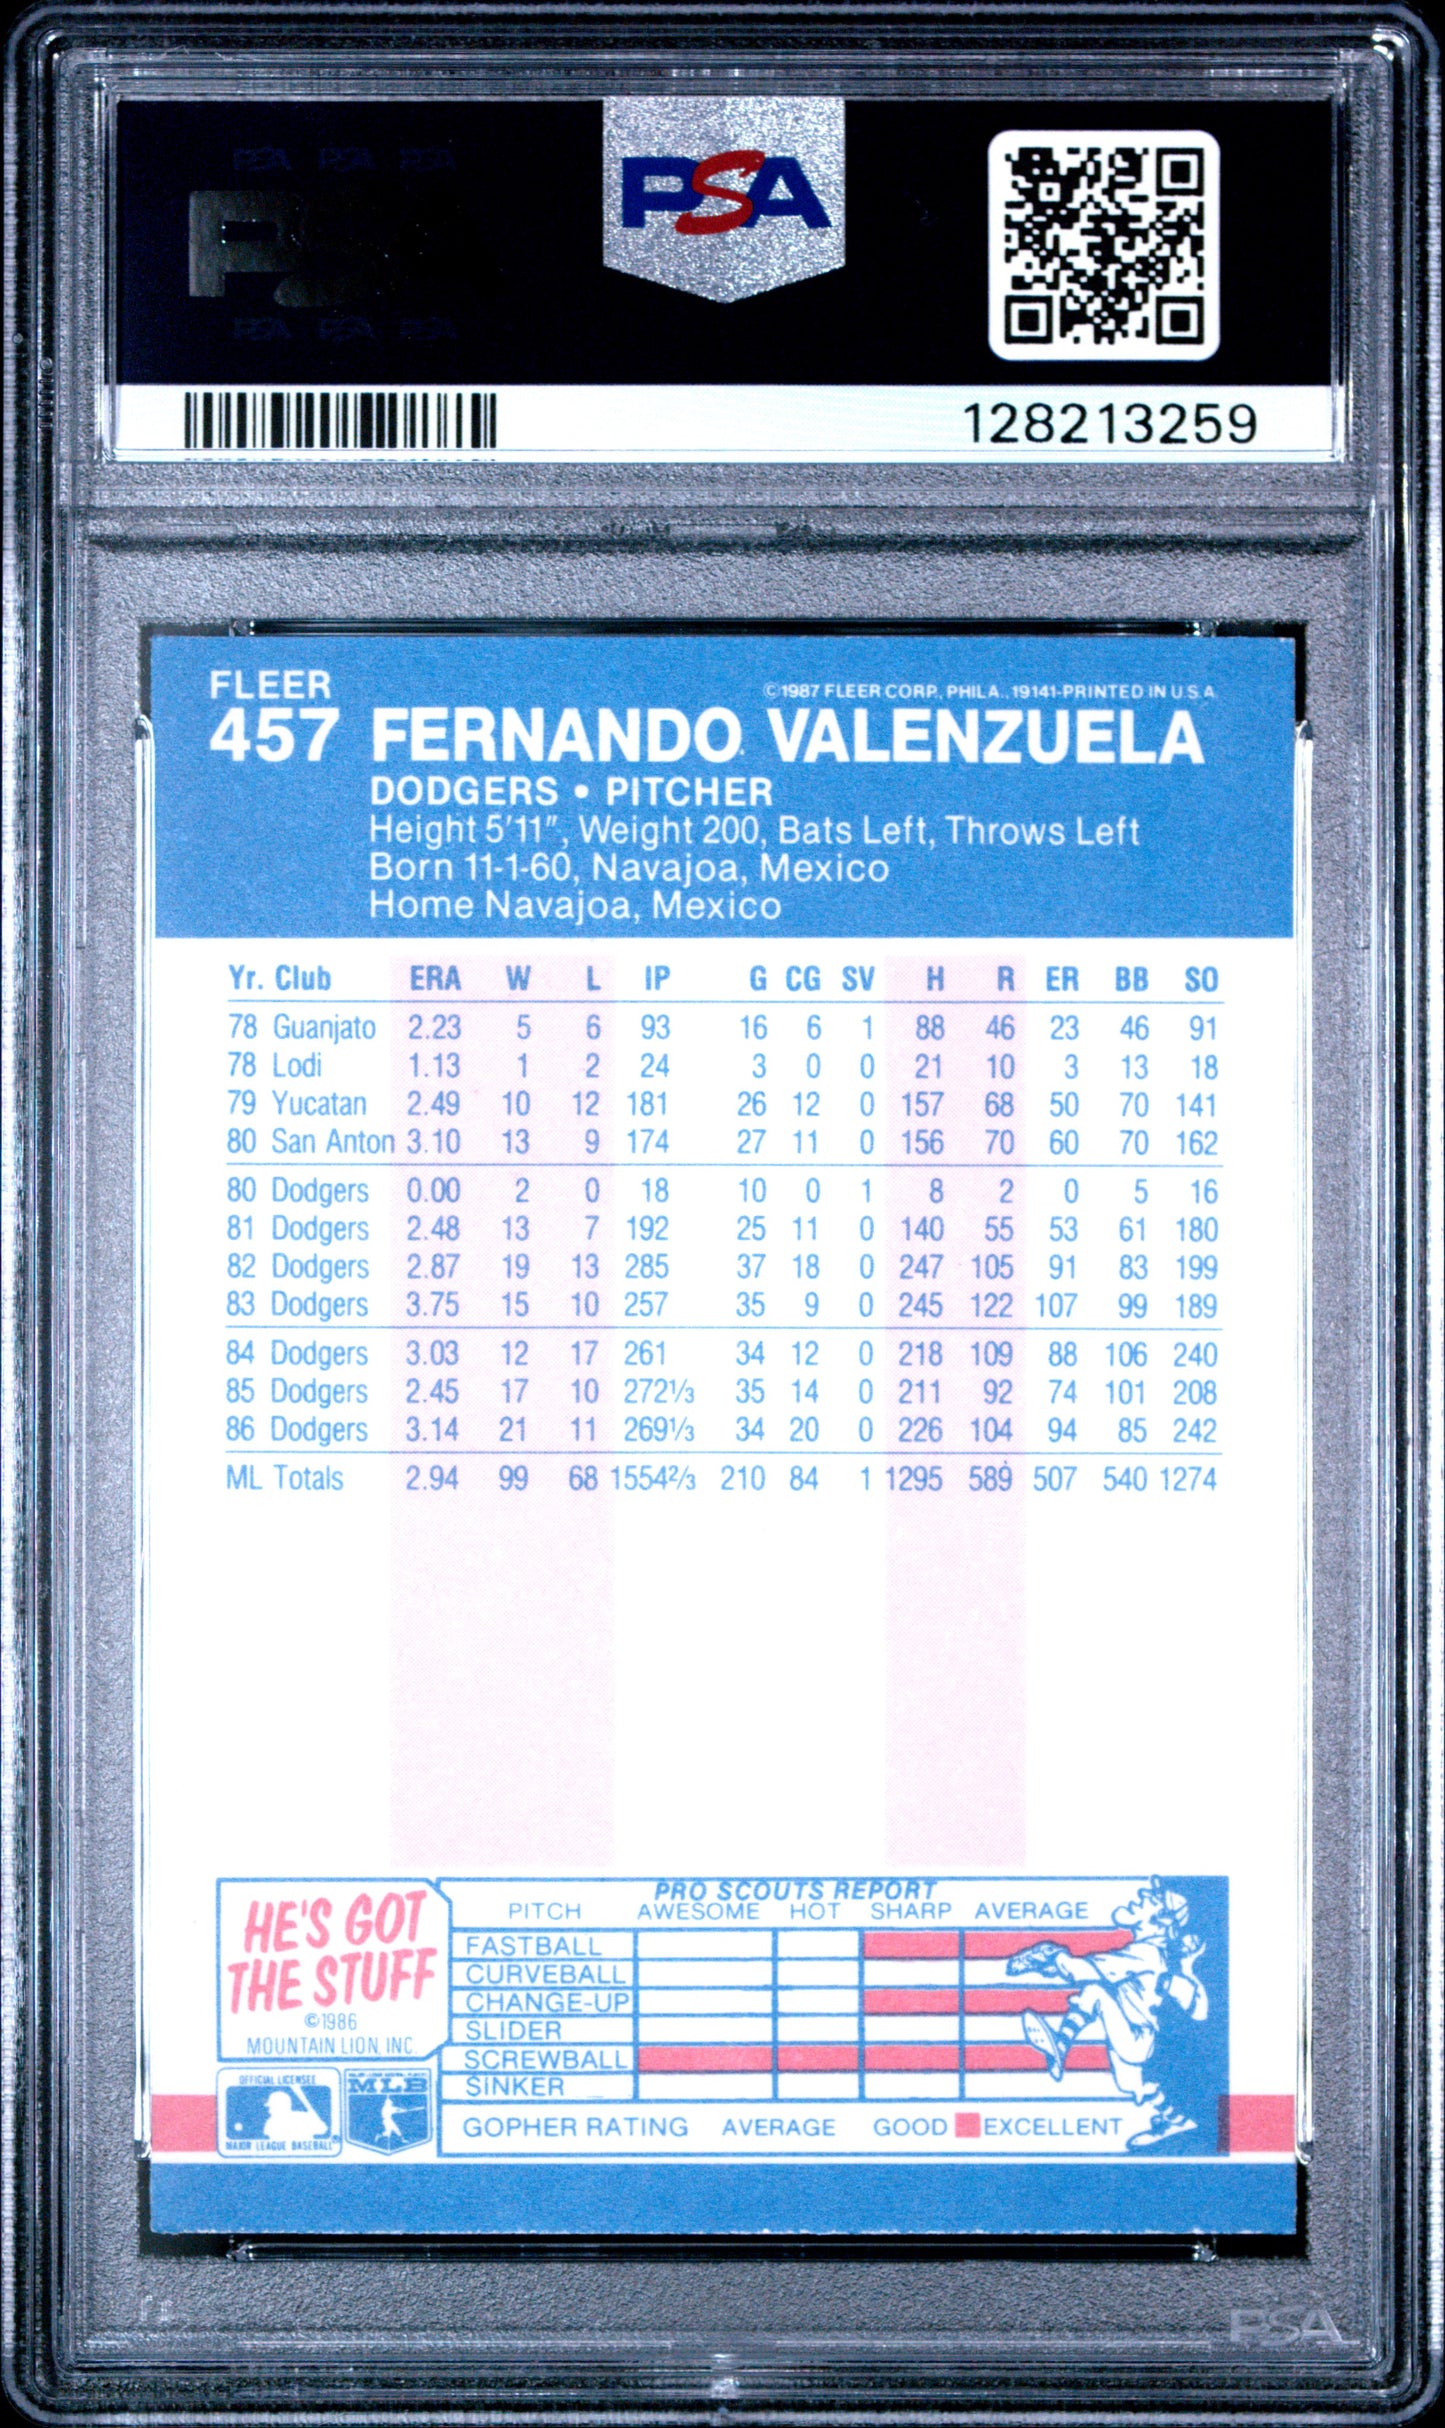 PSA PSA PSA
PSA
PSA PSA PSA
PSA
128213259
FLEER
©1987 FLEER CORP., PHILA., 19141-PRINTED IN U.S.A.
457 FERNANDO VALENZUELA
DODGERS • PITCHER
Height 5'11", Weight 200, Bats Left, Throws Left
Born 11-1-60, Navajoa, Mexico
Home Navajoa, Mexico
Yr. Club ERA W L IP G CG SV H R ER BB SO
78 Guanjato 2.23 5 6 93 16 6 1 88 46 23 46 91
78 Lodi 1.13 1 2 24 3 0 0 21 10 3 13 18
79 Yucatan 2.49 10 12 181 26 12 0 157 68 50 70 141
80 San Anton 3.10 13 9 174 27 11 0 156 70 60 70 162
80 Dodgers 0.00 2 0 18 10 0 1 8 2 0 5 16
81 Dodgers 2.48 13 7 192 25 11 0 140 55 53 61 180
82 Dodgers 2.87 19 13 285 37 18 0 247 105 91 83 199
83 Dodgers 3.75 15 10 257 35 9 0 245 122 107 99 189
84 Dodgers 3.03 12 17 261 34 12 0 218 109 88 106 240
85 Dodgers 2.45 17 10 272⅓ 35 14 0 211 92 74 101 208
86 Dodgers 3.14 21 11 269⅓ 34 20 0 226 104 94 85 242
ML Totals 2.94 99 68 1554⅔ 210 84 1 1295 589 507 540 1274
HE'S GOT
THE STUFF
©1986
MOUNTAIN LION, INC.
PRO SCOUTS REPORT
PITCH AWESOME HOT SHARP AVERAGE
FASTBALL
CURVEBALL
CHANGE-UP
SLIDER
SCREWBALL
SINKER
GOPHER RATING AVERAGE GOOD EXCELLENT
OFFICIAL LICENSEE
MAJOR LEAGUE BASEBALL
MLB
PSA